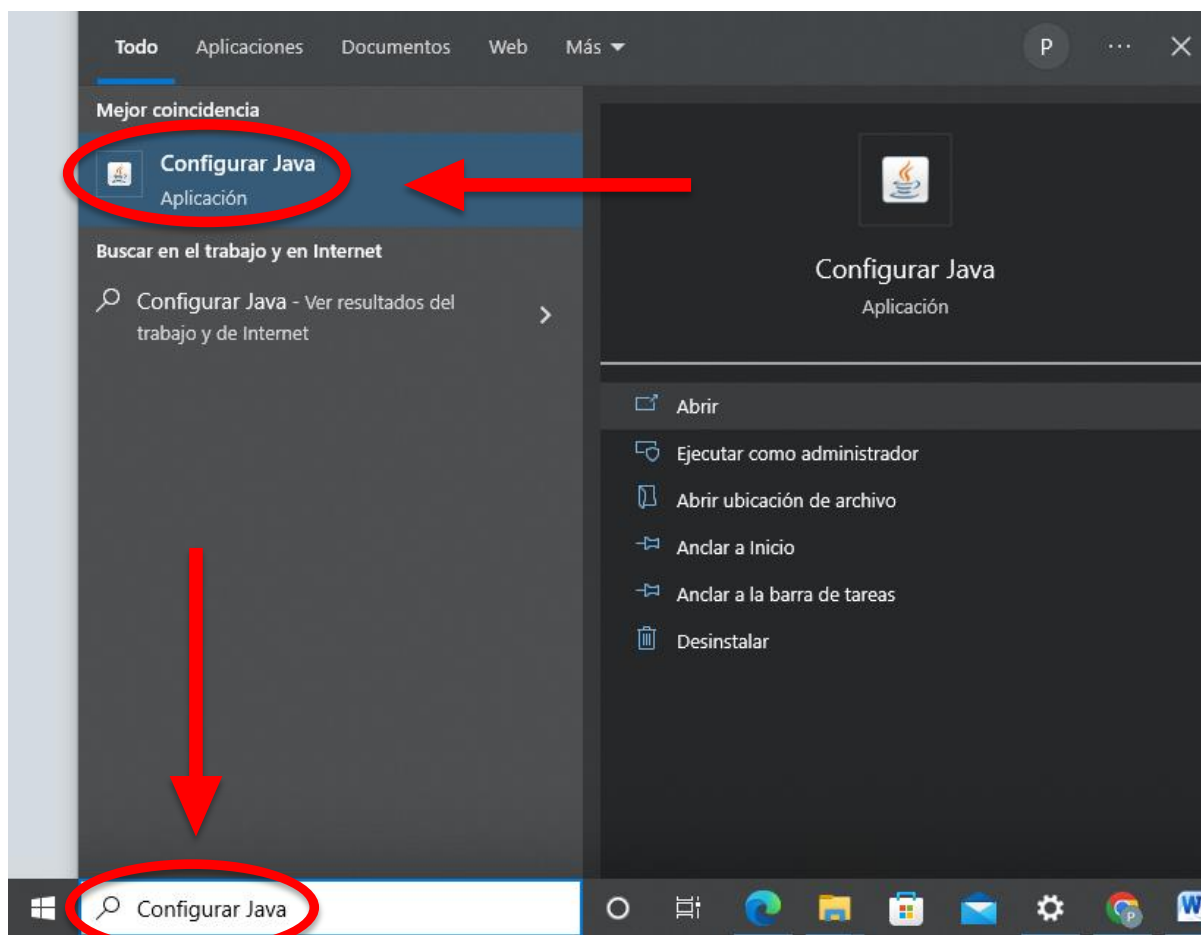 Todo Aplicaciones Documentos Web Más P
Mejor coincidencia
Configurar Java
Aplicación
Buscar en el trabajo y en Internet
Configurar Java - Ver resultados del
trabajo y de Internet
Configurar Java
Aplicación
Abrir
Ejecutar como administrador
Abrir ubicación de archivo
Anclar a Inicio
Anclar a la barra de tareas
Desinstalar
Configurar Java P W